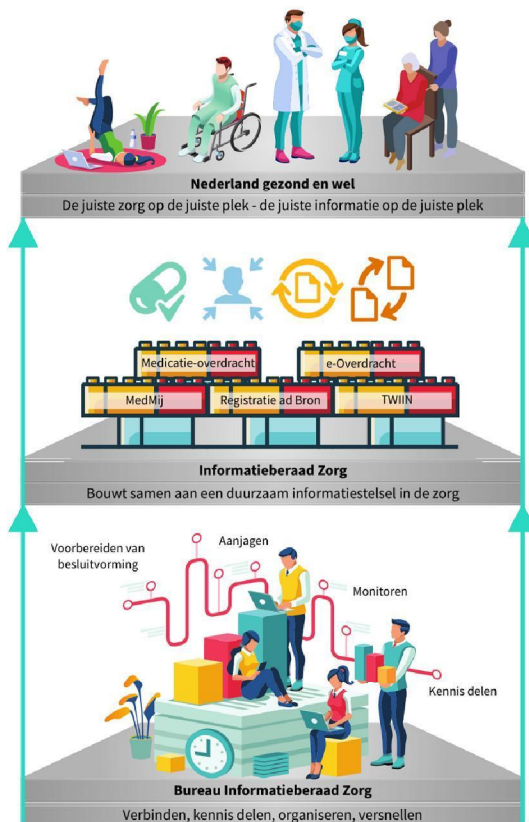 Nederland gezond en wel
De juiste zorg op de juiste plek - de juiste informatie op de juiste plek
Medicatie-overdracht
e-Overdracht
MedMij
Registratie ad Bron
TWIIN
Informatieberaad Zorg
Bouwt samen aan een duurzaam informatiestelsel in de zorg
Voorbereiden van
besluitvorming
Aanjagen
Monitoren
Kennis delen
Bureau Informatieberaad Zorg
Verbinden, kennis delen, organiseren, versnellen